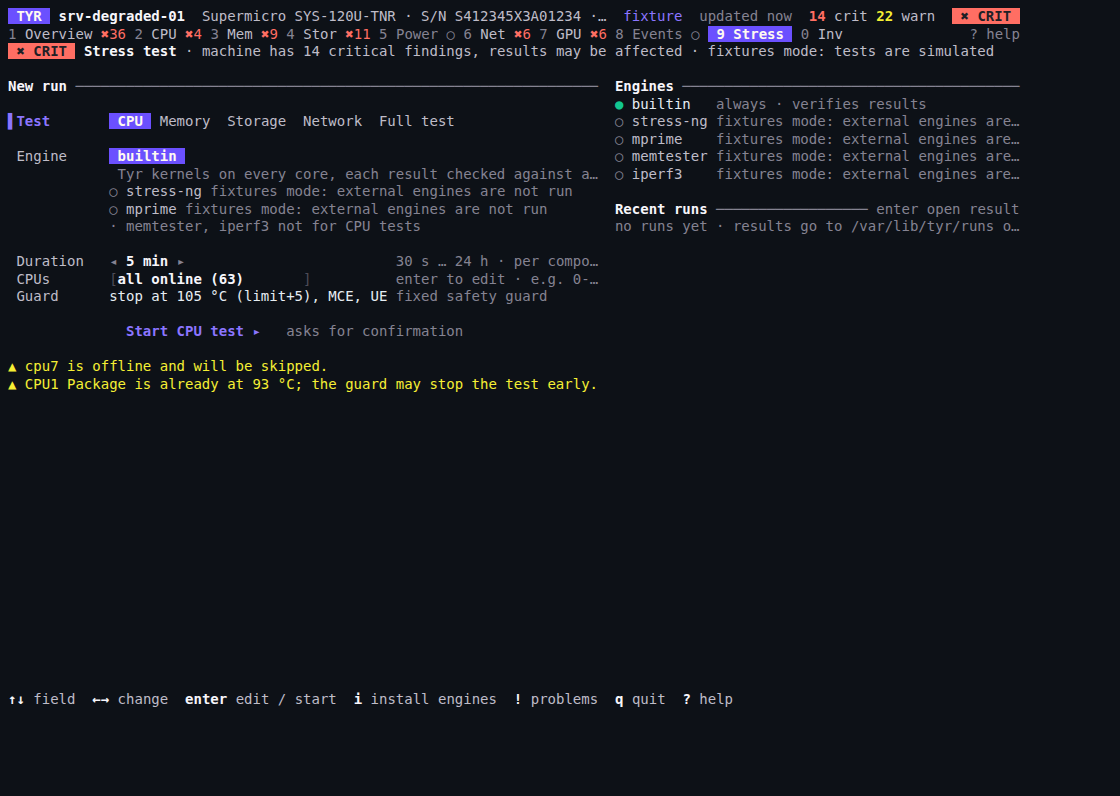 TYR srv-degraded-01 Supermicro SYS-120U-TNR · S/N S412345X3A01234 ·… fixture updated now 14 crit 22 warn ✖ CRIT
1 Overview ✖36 2 CPU ✖4 3 Mem ✖9 4 Stor ✖11 5 Power ○ 6 Net ✖6 7 GPU ✖6 8 Events ○ 9 Stress 0 Inv ? help
✖ CRIT Stress test · machine has 14 critical findings, results may be affected · fixtures mode: tests are simulated
New run
Test CPU Memory Storage Network Full test
Engine builtin
Tyr kernels on every core, each result checked against a…
○ stress-ng fixtures mode: external engines are not run
○ mprime fixtures mode: external engines are not run
· memtester, iperf3 not for CPU tests
Duration ◂ 5 min ▸ 30 s … 24 h · per compo…
CPUs [all online (63) ] enter to edit · e.g. 0-…
Guard stop at 105 °C (limit+5), MCE, UE fixed safety guard
Start CPU test ▸ asks for confirmation
▲ cpu7 is offline and will be skipped.
▲ CPU1 Package is already at 93 °C; the guard may stop the test early.
Engines
● builtin always · verifies results
○ stress-ng fixtures mode: external engines are…
○ mprime fixtures mode: external engines are…
○ memtester fixtures mode: external engines are…
○ iperf3 fixtures mode: external engines are…
Recent runs enter open result
no runs yet · results go to /var/lib/tyr/runs o…
↑↓ field ←→ change enter edit / start i install engines ! problems q quit ? help